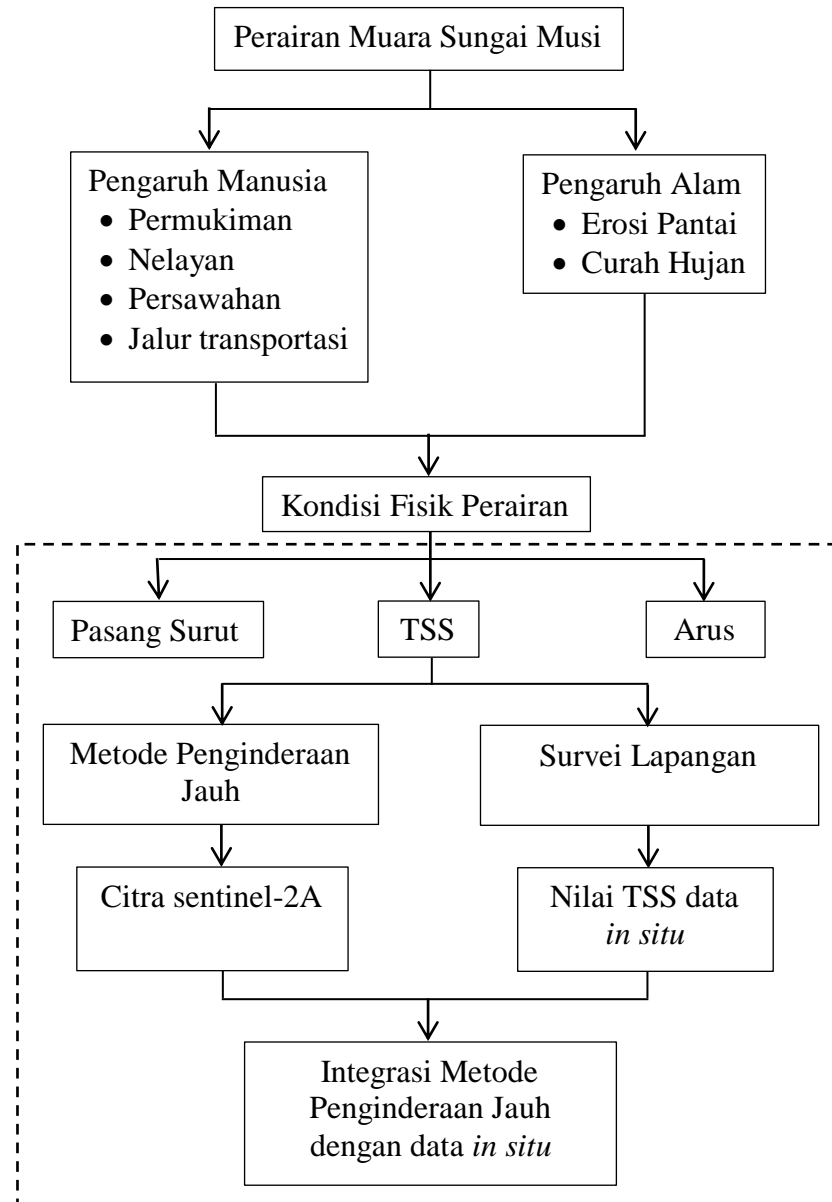 Perairan Muara Sungai Musi
Pengaruh Manusia
• Permukiman
• Nelayan
• Persawahan
• Jalur transportasi
Pengaruh Alam
• Erosi Pantai
• Curah Hujan
Kondisi Fisik Perairan
Pasang Surut
TSS
Arus
Metode Penginderaan
Jauh
Survei Lapangan
Citra sentinel-2A
Nilai TSS data
in situ
Integrasi Metode
Penginderaan Jauh
dengan data in situ